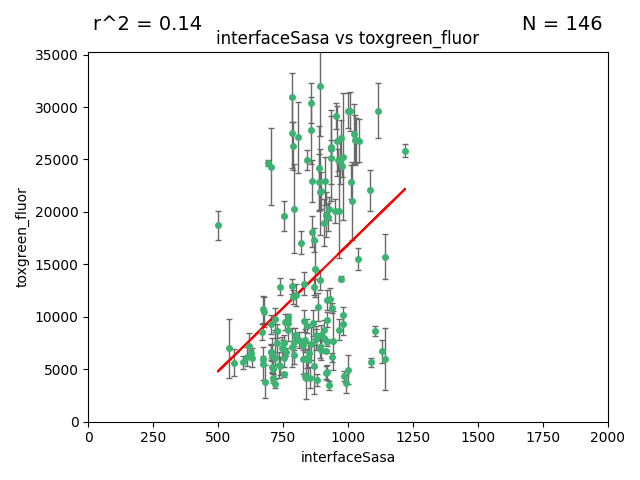 r^2 = 0.14
N = 146
interfaceSasa vs toxgreen_fluor
35000
30000
25000
20000
15000
10000
5000
0
toxgreen_fluor
0 250 500 750 1000 1250 1500 1750 2000
interfaceSasa